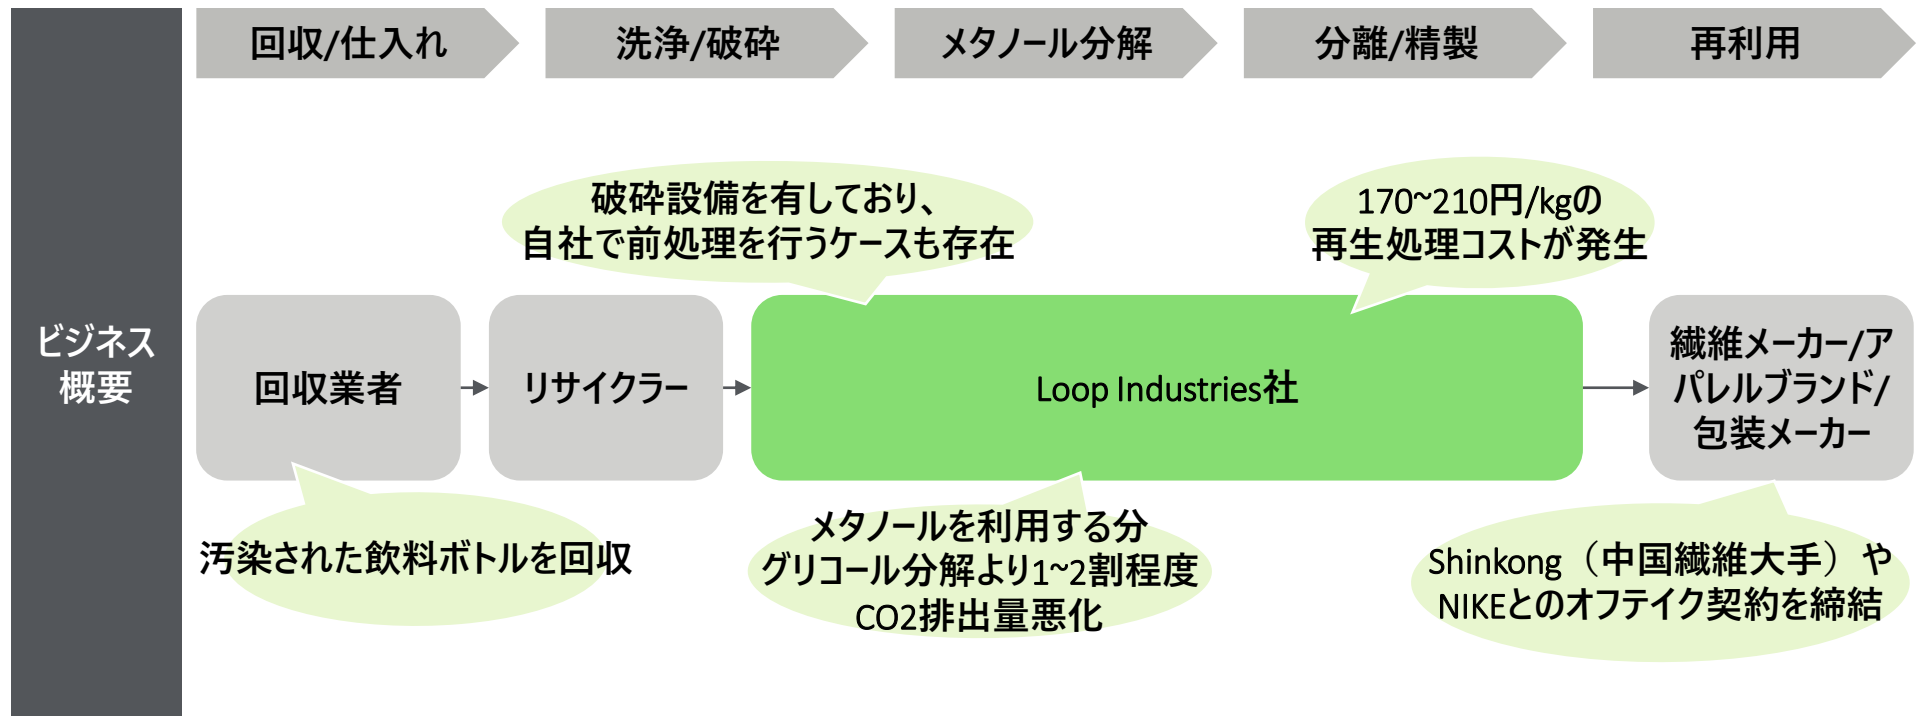 回収/仕入れ
洗浄/破砕
メタノール分解
分離/精製
再利用
ビジネス
概要
破砕設備を有しており、
自社で前処理を行うケースも存在
170~210円/kgの
再生処理コストが発生
回収業者
リサイクラー
Loop Industries社
繊維メーカー/ア
パレルブランド/
包装メーカー
汚染された飲料ボトルを回収
メタノールを利用する分
グリコール分解より1~2割程度
CO2排出量悪化
Shinkong（中国繊維大手）や
NIKEとのオフテイク契約を締結